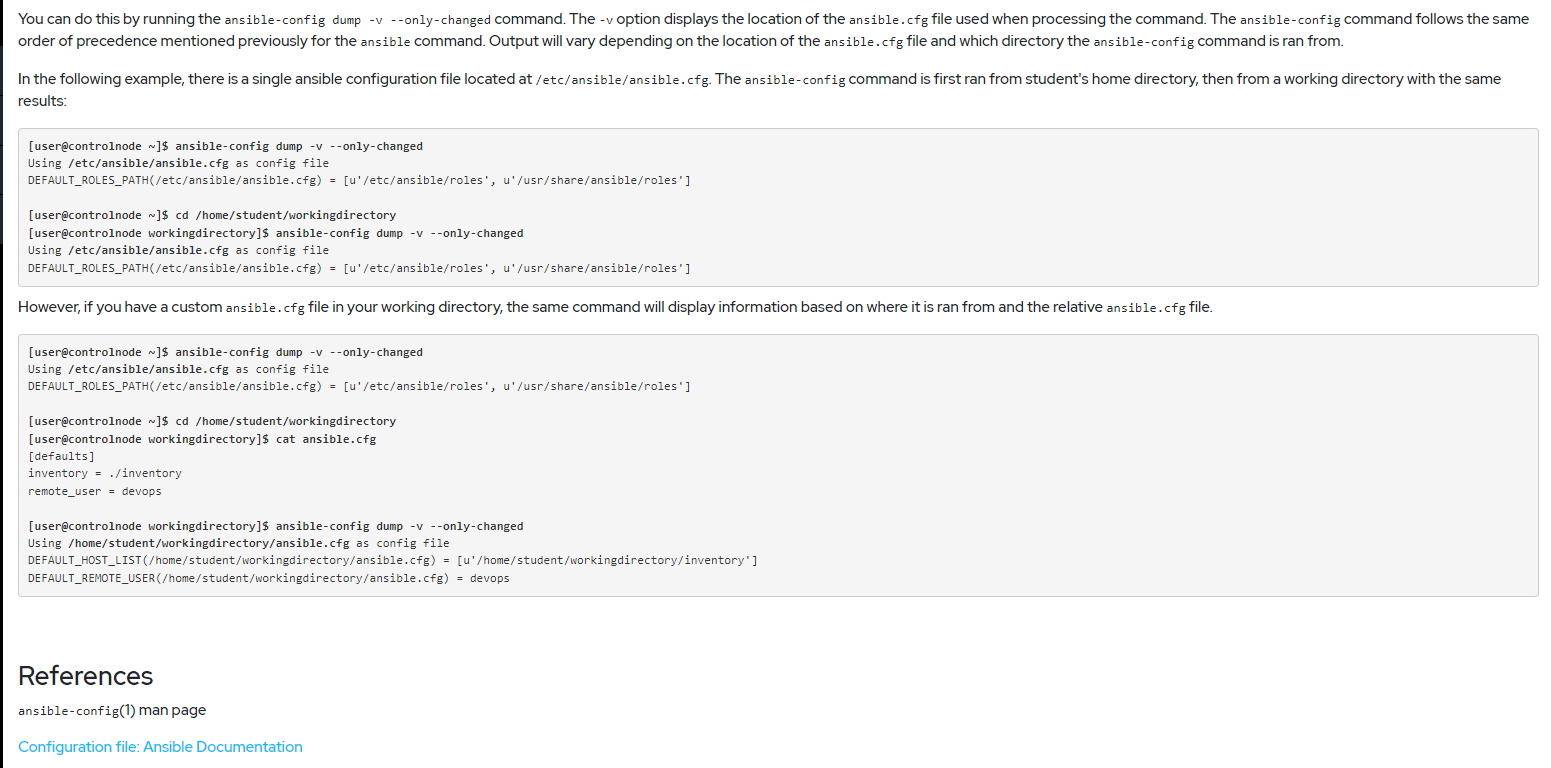 You can do this by running the ansible-config dump -v --only-changed command. The -v option displays the location of the ansible.cfg file used when processing the command. The ansible-config command follows the same
order of precedence mentioned previously for the ansible command. Output will vary depending on the location of the ansible.cfg file and which directory the ansible-config command is ran from.
In the following example, there is a single ansible configuration file located at /etc/ansible/ansible.cfg. The ansible-config command is first ran from student's home directory, then from a working directory with the same
results:
[user@controlnode ~]$ ansible-config dump -v --only-changed
Using /etc/ansible/ansible.cfg as config file
DEFAULT_ROLES_PATH(/etc/ansible/ansible.cfg) = [u'/etc/ansible/roles', u'/usr/share/ansible/roles']
[user@controlnode ~]$ cd /home/student/workingdirectory
[user@controlnode workingdirectory]$ ansible-config dump -v --only-changed
Using /etc/ansible/ansible.cfg as config file
DEFAULT_ROLES_PATH(/etc/ansible/ansible.cfg) = [u'/etc/ansible/roles', u'/usr/share/ansible/roles']
However, if you have a custom ansible.cfg file in your working directory, the same command will display information based on where it is ran from and the relative ansible.cfg file.
[user@controlnode ~]$ ansible-config dump -v --only-changed
Using /etc/ansible/ansible.cfg as config file
DEFAULT_ROLES_PATH(/etc/ansible/ansible.cfg) = [u'/etc/ansible/roles', u'/usr/share/ansible/roles']
[user@controlnode ~]$ cd /home/student/workingdirectory
[user@controlnode workingdirectory]$ cat ansible.cfg
[defaults]
inventory = ./inventory
remote_user = devops
[user@controlnode workingdirectory]$ ansible-config dump -v --only-changed
Using /home/student/workingdirectory/ansible.cfg as config file
DEFAULT_HOST_LIST(/home/student/workingdirectory/ansible.cfg) = [u'/home/student/workingdirectory/inventory']
DEFAULT_REMOTE_USER(/home/student/workingdirectory/ansible.cfg) = devops
References
ansible-config(1) man page
Configuration file: Ansible Documentation